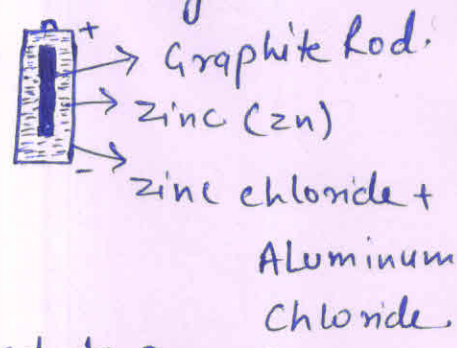 +
Graphite Rod.
Zinc (Zn)
-
Zinc chloride +
Aluminum
Chloride